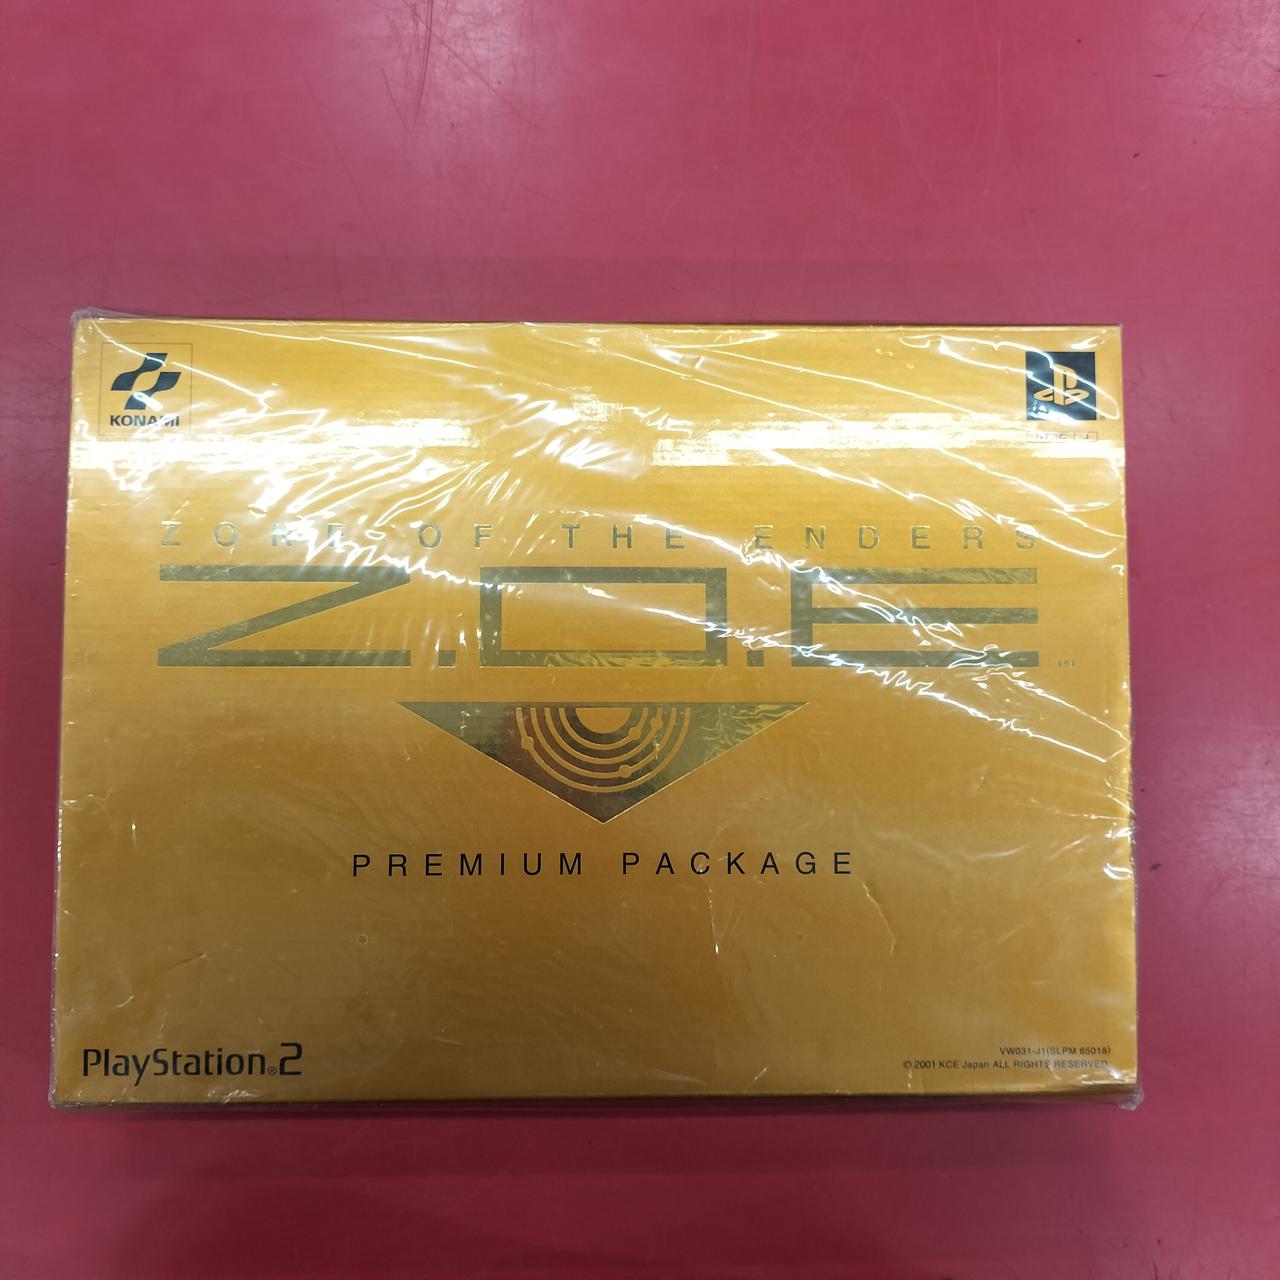 KONAMI
NTSC J
ZONE OF THE ENDERS
Z.O.E
PREMIUM PACKAGE
PlayStation®2
VW031-J1(SLPM 65018)
© 2001 KCE Japan ALL RIGHTS RESERVED.